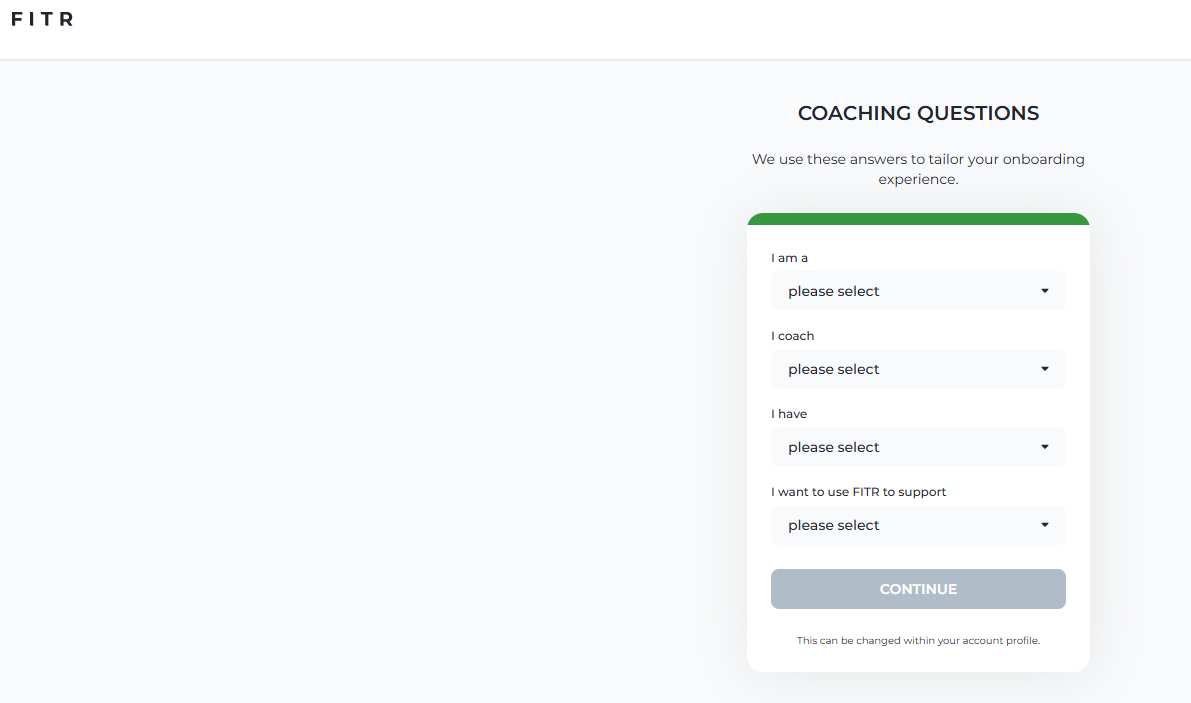 FITR
COACHING QUESTIONS
We use these answers to tailor your onboarding
experience.
I am a
please select
I coach
please select
I have
please select
I want to use FITR to support
please select
CONTINUE
This can be changed within your account profile.